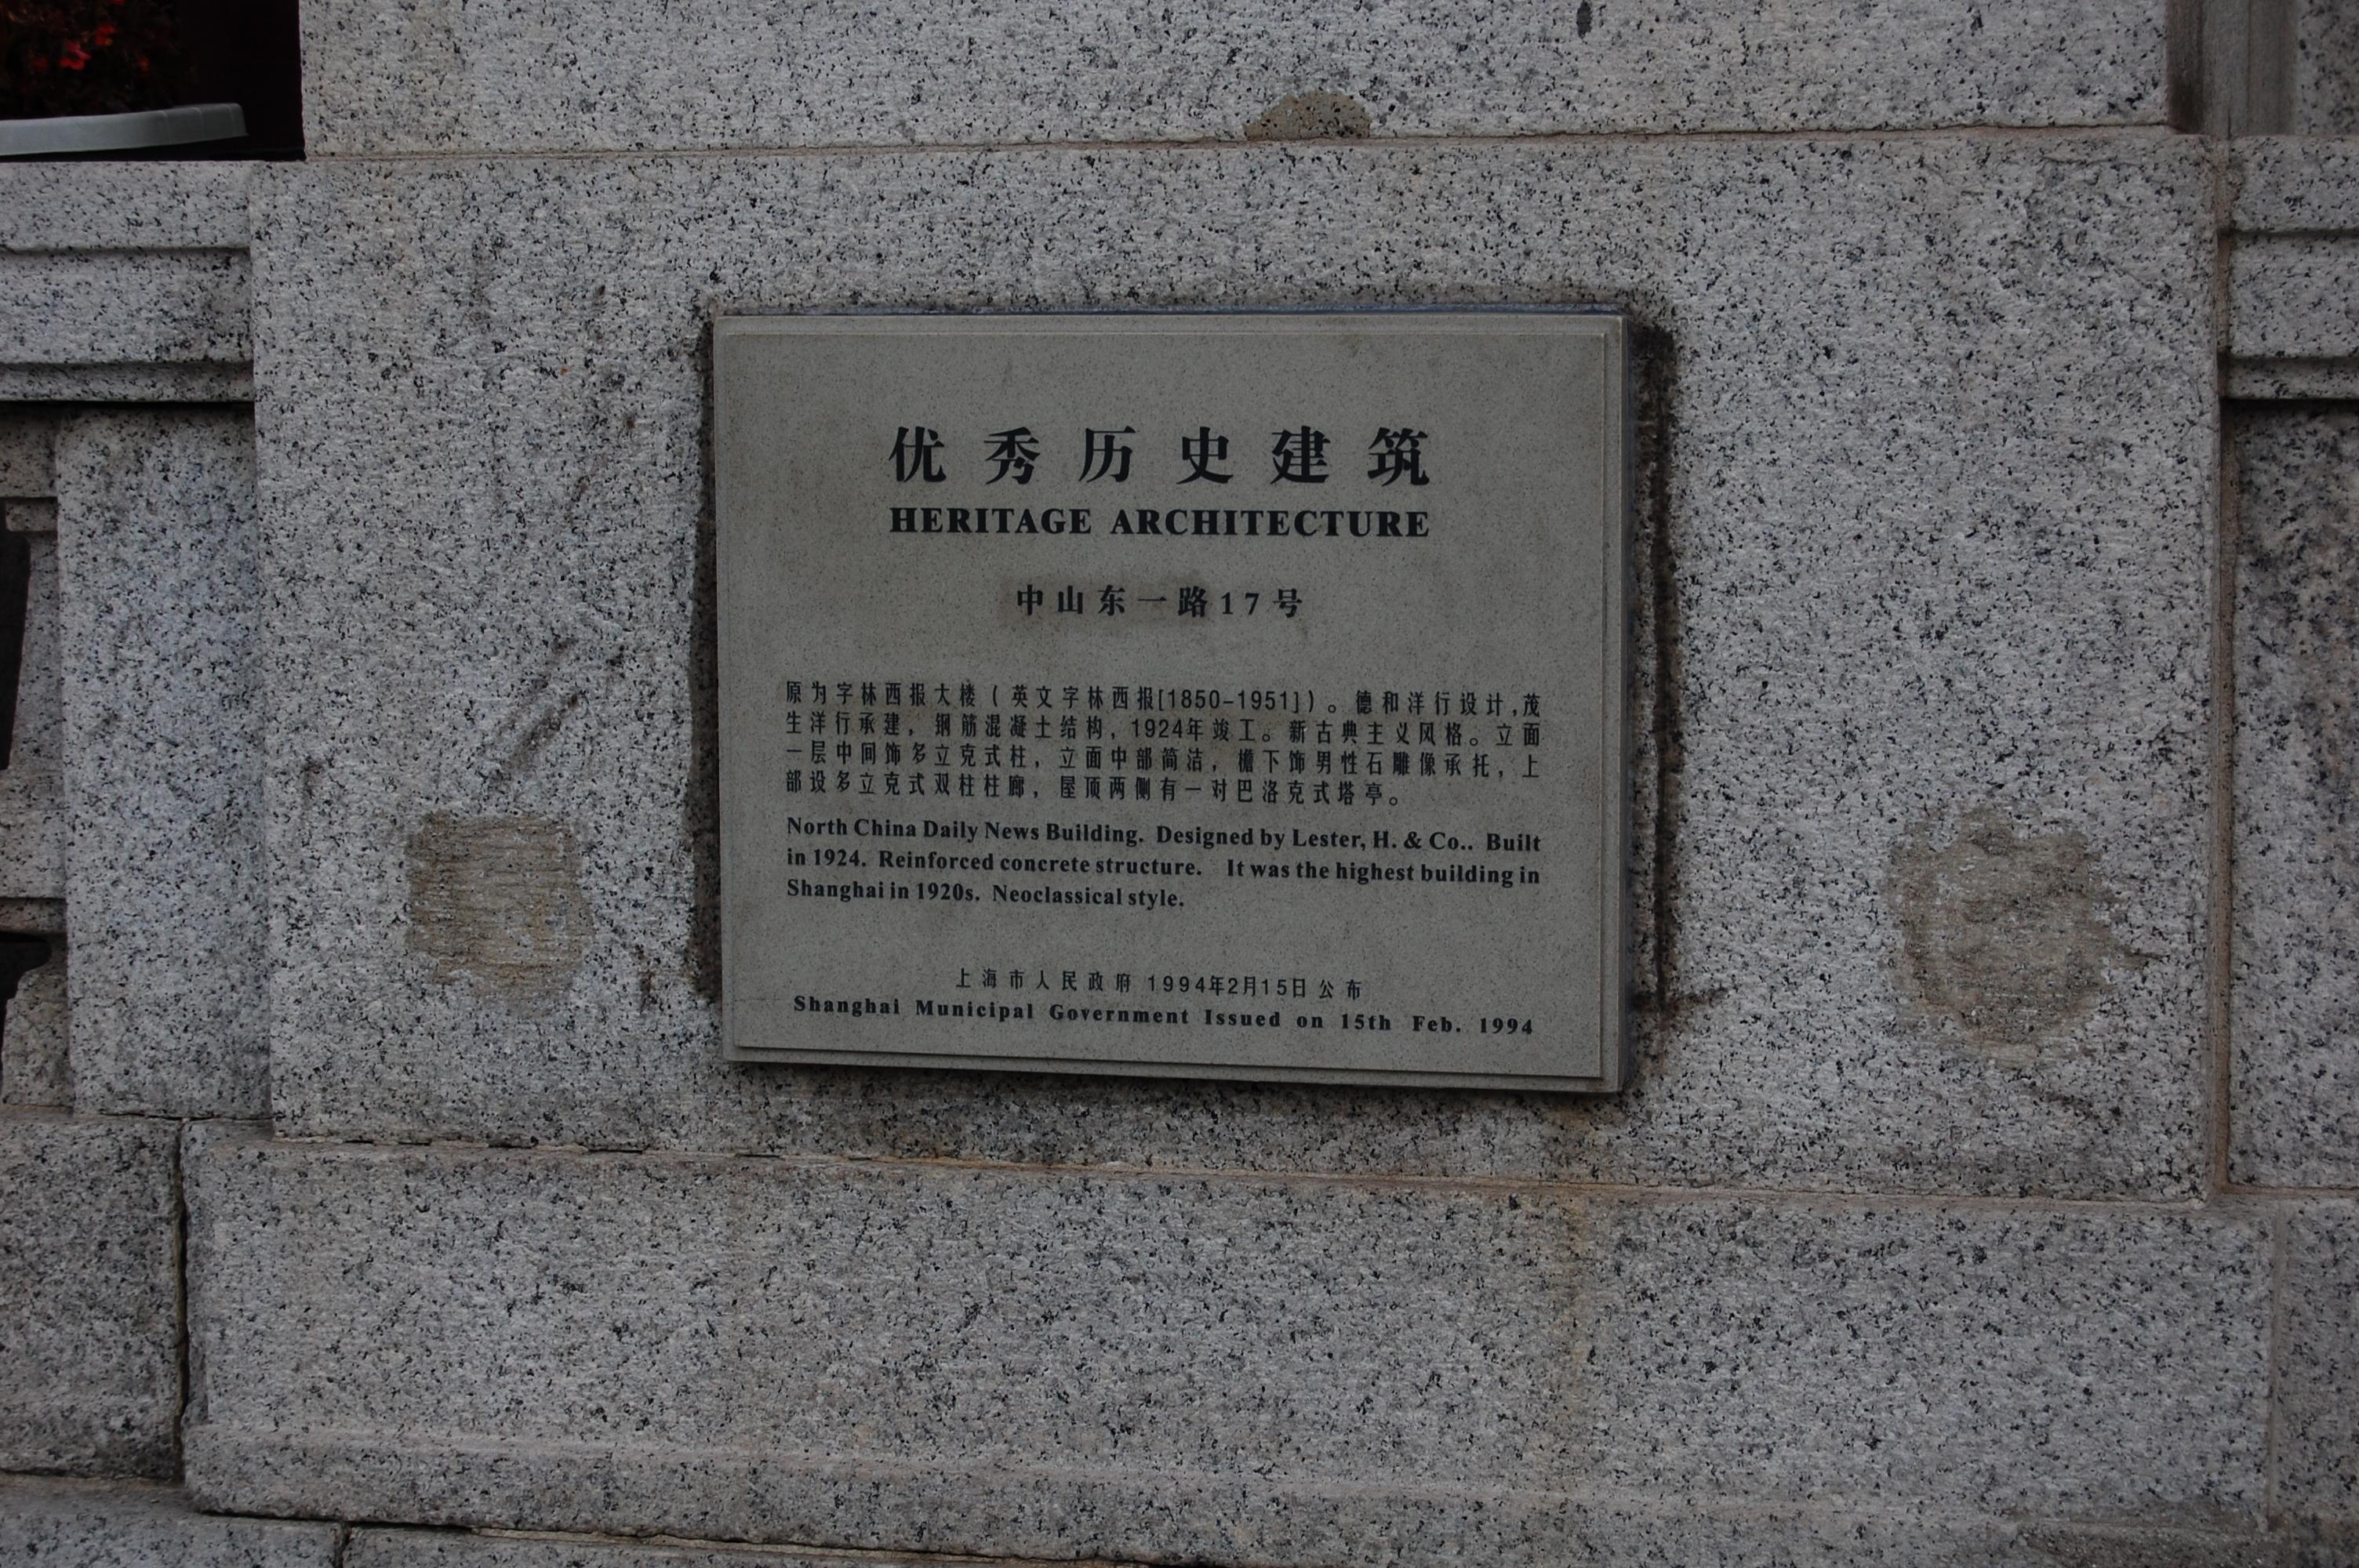 优秀历史建筑
HERITAGE ARCHITECTURE
中山东一路17号
原为字林西报大楼(英文字林西报[1850-1951])。德和洋行设计,茂
生洋行承建,钢筋混凝土结构,1924年竣工。新古典主义风格。立面
一层中间饰多立克式柱,立面中部简洁,檐下饰男性石雕像承托,上
部设多立克式双柱柱廊,屋顶两侧有一对巴洛克式塔亭。
North China Daily News Building. Designed by Lester, H. & Co.. Built
in 1924. Reinforced concrete structure. It was the highest building in
Shanghai in 1920s. Neoclassical style.
上海市人民政府 1994年2月15日公布
Shanghai Municipal Government Issued on 15th Feb. 1994